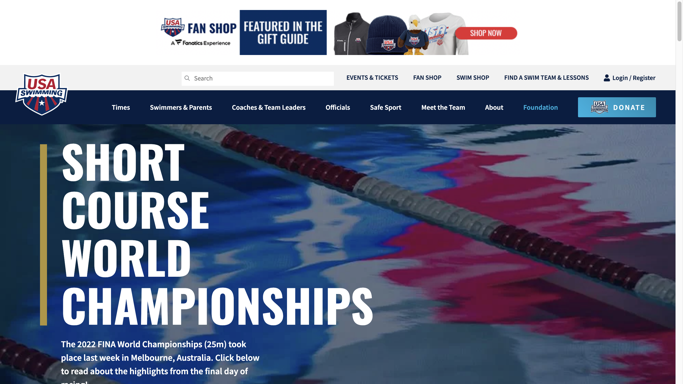 USA SWIMMING FAN SHOP
A Fanatics Experience
FEATURED IN THE
GIFT GUIDE
SHOP NOW
USA
SWIMMING
Search
EVENTS & TICKETS
FAN SHOP
SWIM SHOP
FIND A SWIM TEAM & LESSONS
Login / Register
Times
Swimmers & Parents
Coaches & Team Leaders
Officials
Safe Sport
Meet the Team
About
Foundation
DONATE
SHORT
COURSE
WORLD
CHAMPIONSHIPS
The 2022 FINA World Championships (25m) took
place last week in Melbourne, Australia. Click below
to read about the highlights from the final day of
racing!